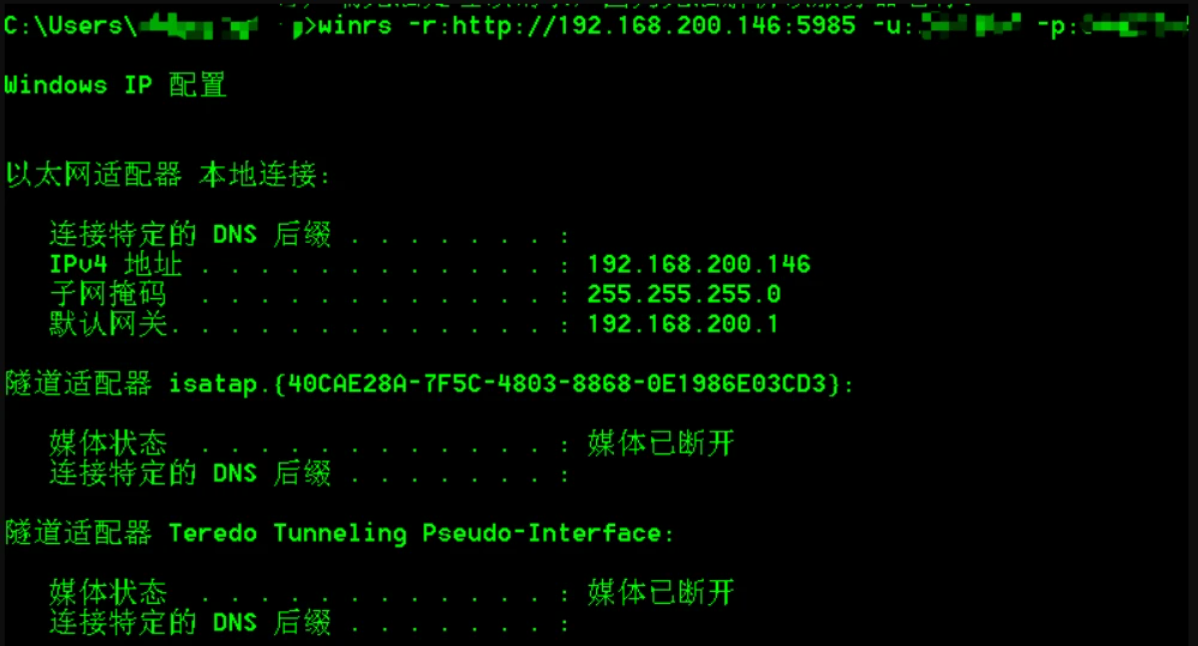 C:\Users\ >winrs -r:http://192.168.200.146:5985 -u: -p:
Windows IP 配置
以太网适配器 本地连接:
连接特定的 DNS 后缀 . . . . . . . :
IPv4 地址 . . . . . . . . . . . . : 192.168.200.146
子网掩码 . . . . . . . . . . . . : 255.255.255.0
默认网关. . . . . . . . . . . . . : 192.168.200.1
隧道适配器 isatap.{40CAE28A-7F5C-4803-8868-0E1986E03CD3}:
媒体状态 . . . . . . . . . . . . : 媒体已断开
连接特定的 DNS 后缀 . . . . . . . :
隧道适配器 Teredo Tunneling Pseudo-Interface:
媒体状态 . . . . . . . . . . . . : 媒体已断开
连接特定的 DNS 后缀 . . . . . . . :